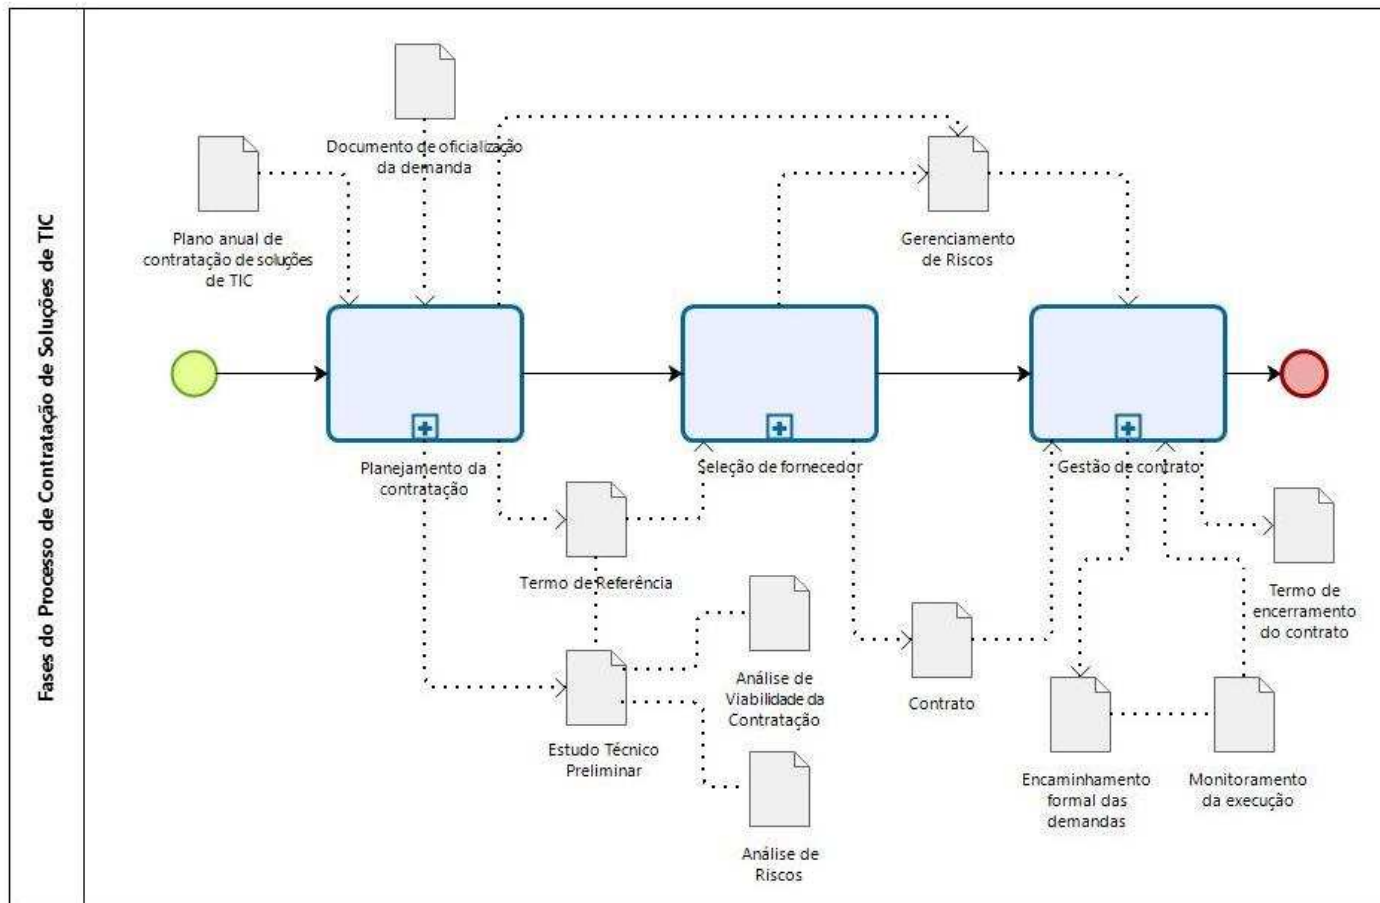 Fases do Processo de Contratação de Soluções de TIC
Documento de oficialização
da demanda
Plano anual de
contratação de soluções
de TIC
Gerenciamento
de Riscos
Planejamento da
contratação
Seleção de fornecedor
Gestão de contrato
Termo de Referência
Termo de
encerramento
do contrato
Análise de
Viabilidade da
Contratação
Contrato
Estudo Técnico
Preliminar
Encaminhamento
formal das
demandas
Monitoramento
da execução
Análise de
Riscos